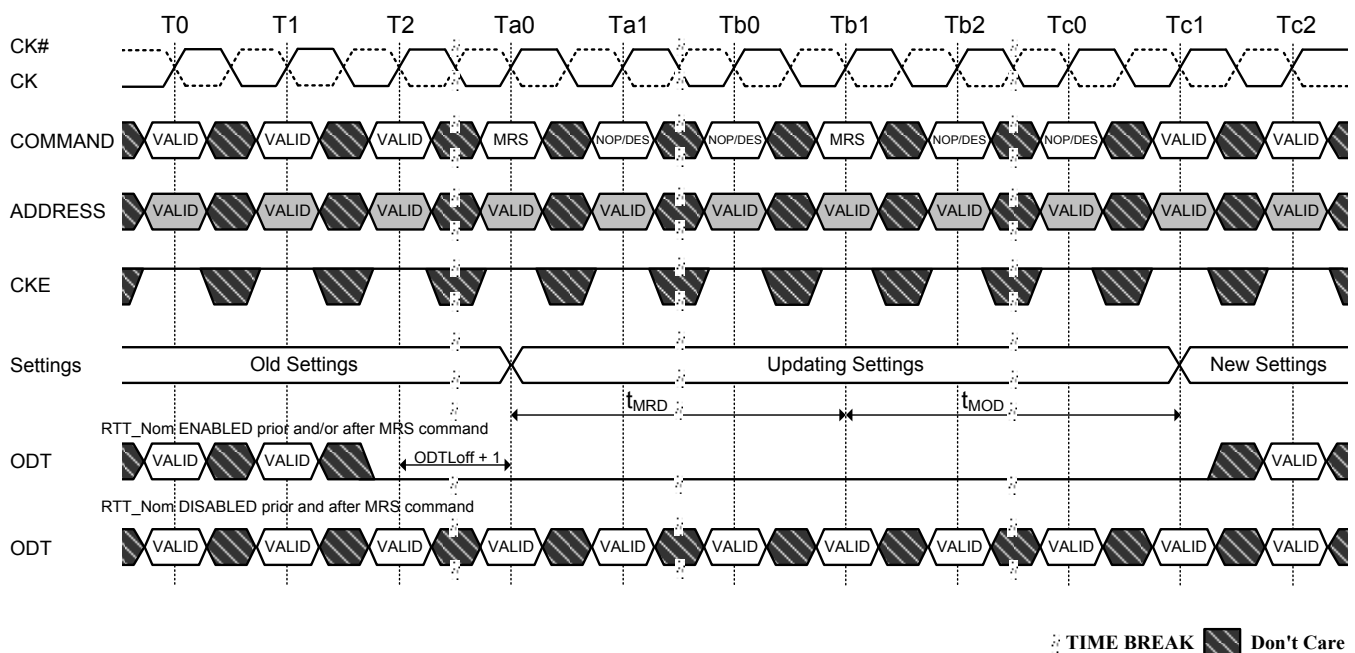 T0 T1 T2 Ta0 Ta1 Tb0 Tb1 Tb2 Tc0 Tc1 Tc2
CK#
CK
COMMAND VALID VALID VALID MRS NOP/DES NOP/DES MRS NOP/DES NOP/DES VALID VALID
ADDRESS VALID VALID VALID VALID VALID VALID VALID VALID VALID VALID VALID
CKE
Settings Old Settings Updating Settings New Settings
tMRD tMOD
RTT_Nom ENABLED prior and/or after MRS command
ODT VALID VALID ODTLoff + 1 VALID
RTT_Nom DISABLED prior and after MRS command
ODT VALID VALID VALID VALID VALID VALID VALID VALID VALID VALID VALID
TIME BREAK Don't Care